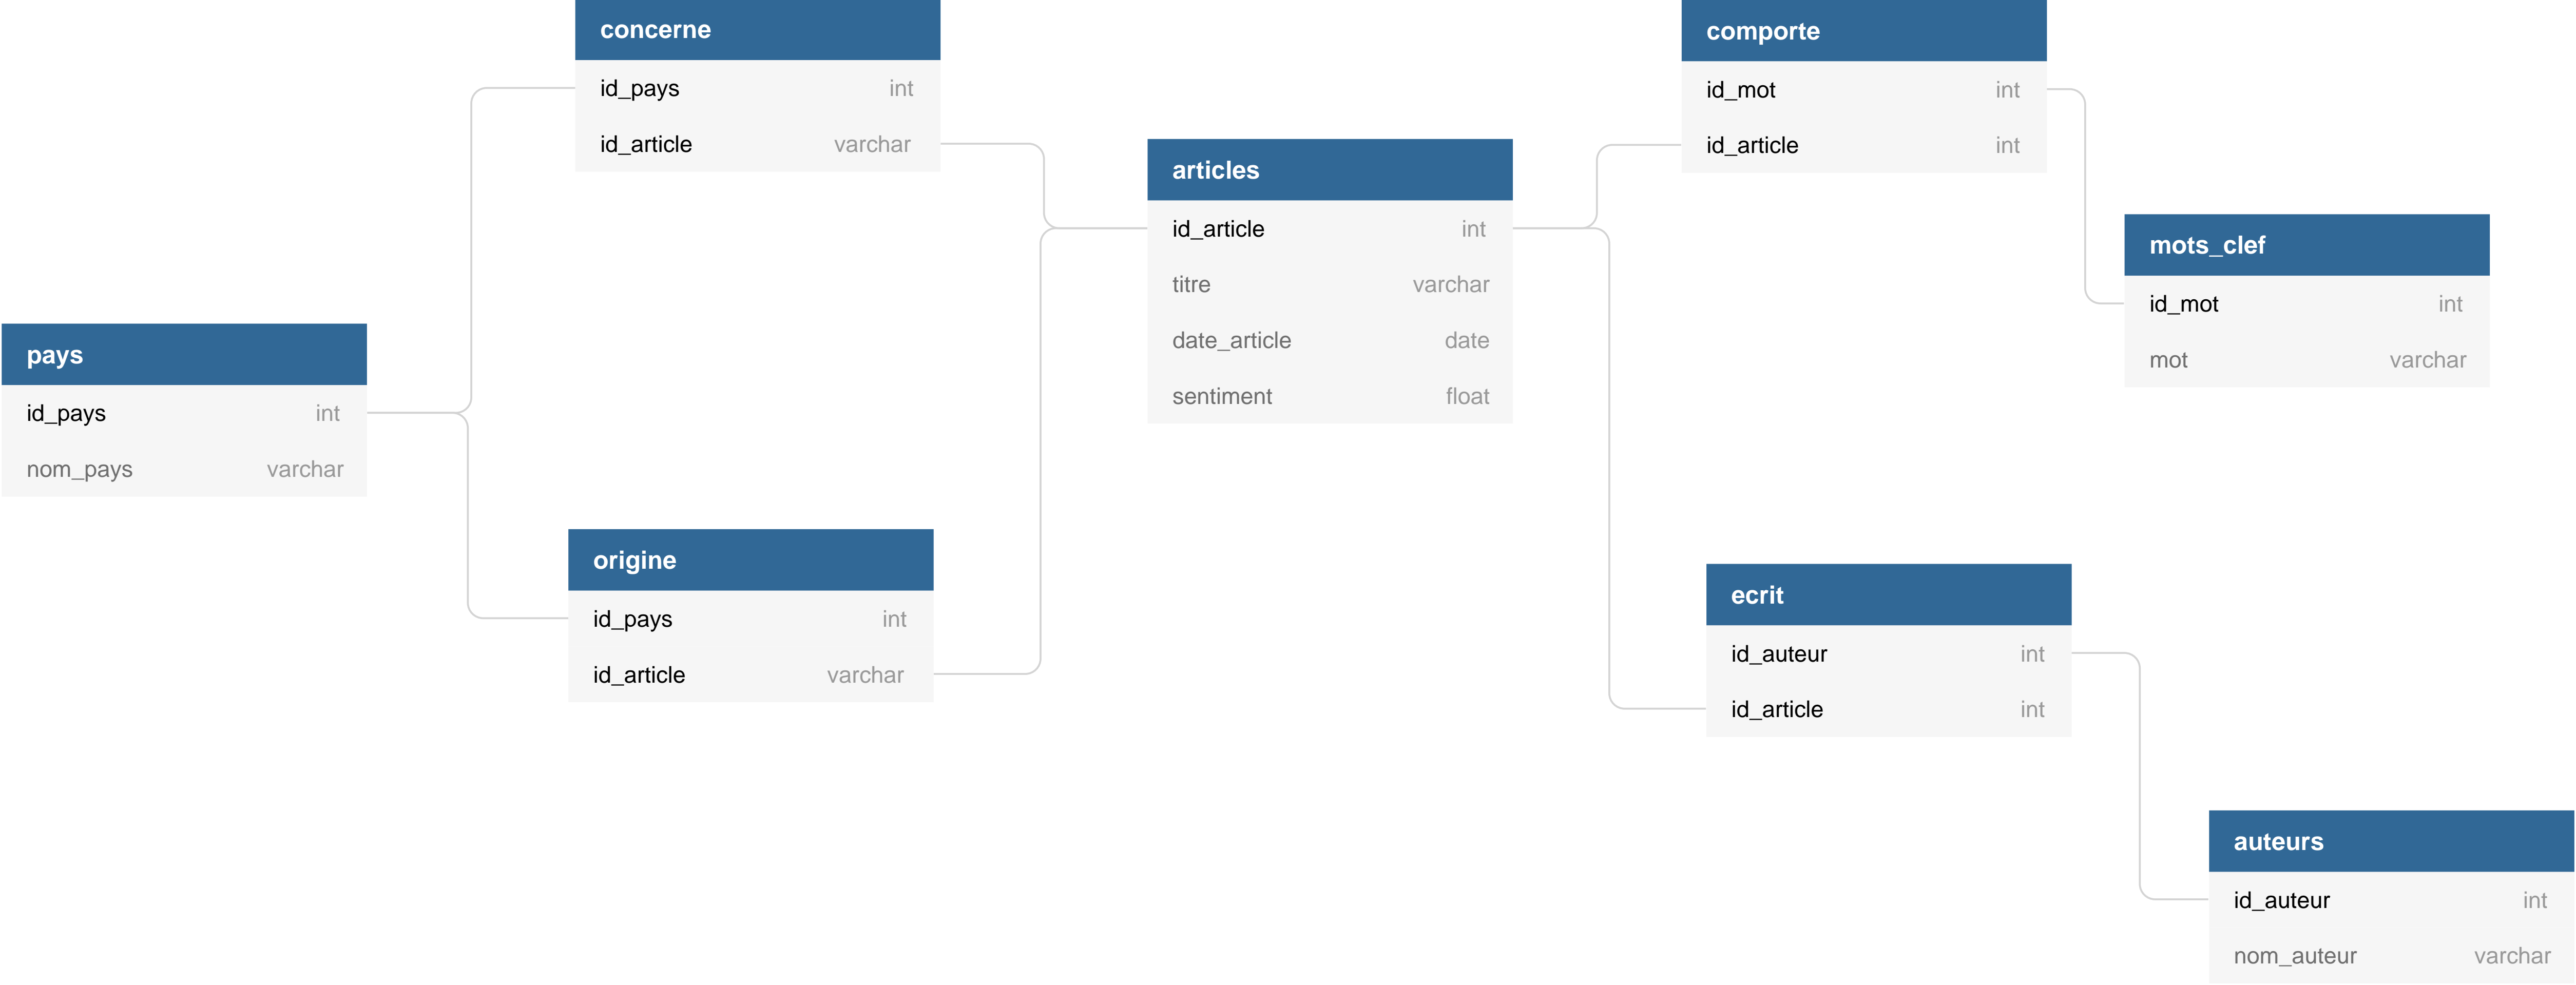 concerne
id_pays int
id_article varchar
comporte
id_mot int
id_article int
articles
id_article int
titre varchar
date_article date
sentiment float
mots_clef
id_mot int
mot varchar
pays
id_pays int
nom_pays varchar
origine
id_pays int
id_article varchar
ecrit
id_auteur int
id_article int
auteurs
id_auteur int
nom_auteur varchar